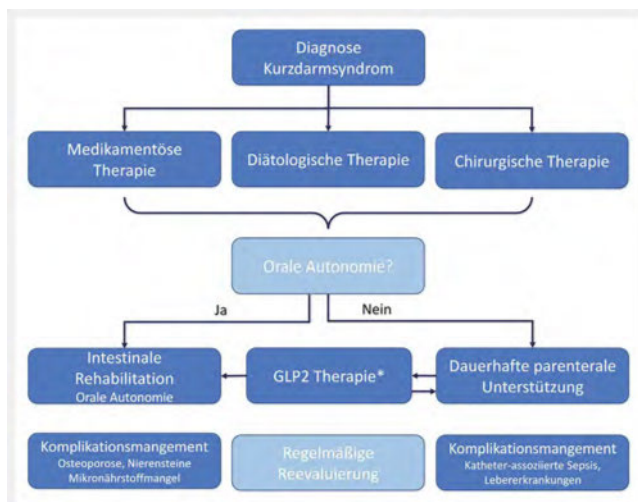 Diagnose
Kurzdarmsyndrom
Medikamentöse
Therapie
Diätologische Therapie
Chirurgische Therapie
Orale Autonomie?
Ja
Nein
Intestinale
Rehabilitation
Orale Autonomie
GLP2 Therapie*
Dauerhafte parenterale
Unterstützung
Komplikationsmangement
Osteoporose, Nierensteine
Mikronährstoffmangel
Regelmäßige
Reevaluierung
Komplikationsmangement
Katheter-assoziierte Sepsis,
Lebererkrankungen